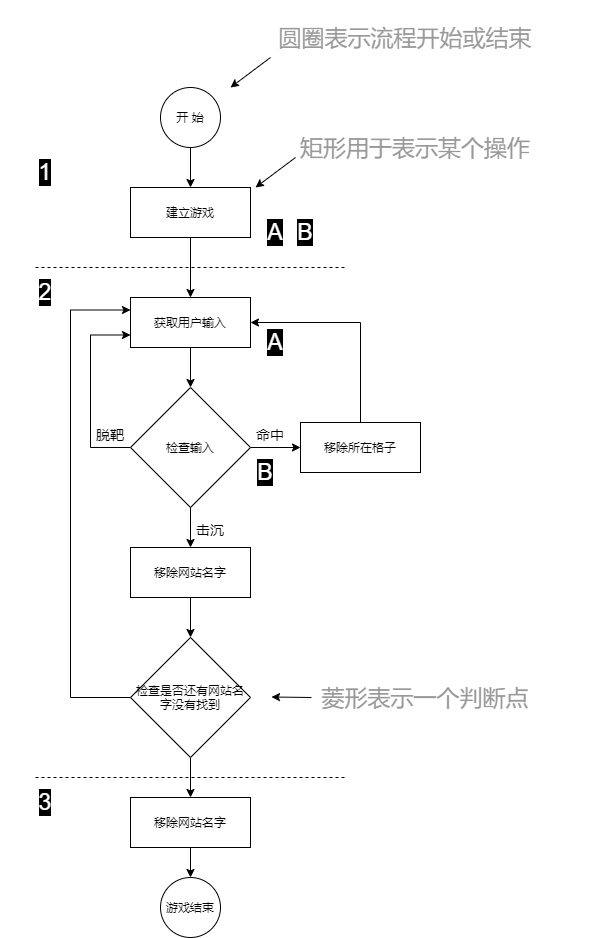 圆圈表示流程开始或结束
开 始
矩形用于表示某个操作
1
建立游戏
A B
2
获取用户输入
A
脱靶
检查输入
命中
移除所在格子
B
击沉
移除网站名字
检查是否还有网站名
字没有找到
菱形表示一个判断点
3
移除网站名字
游戏结束